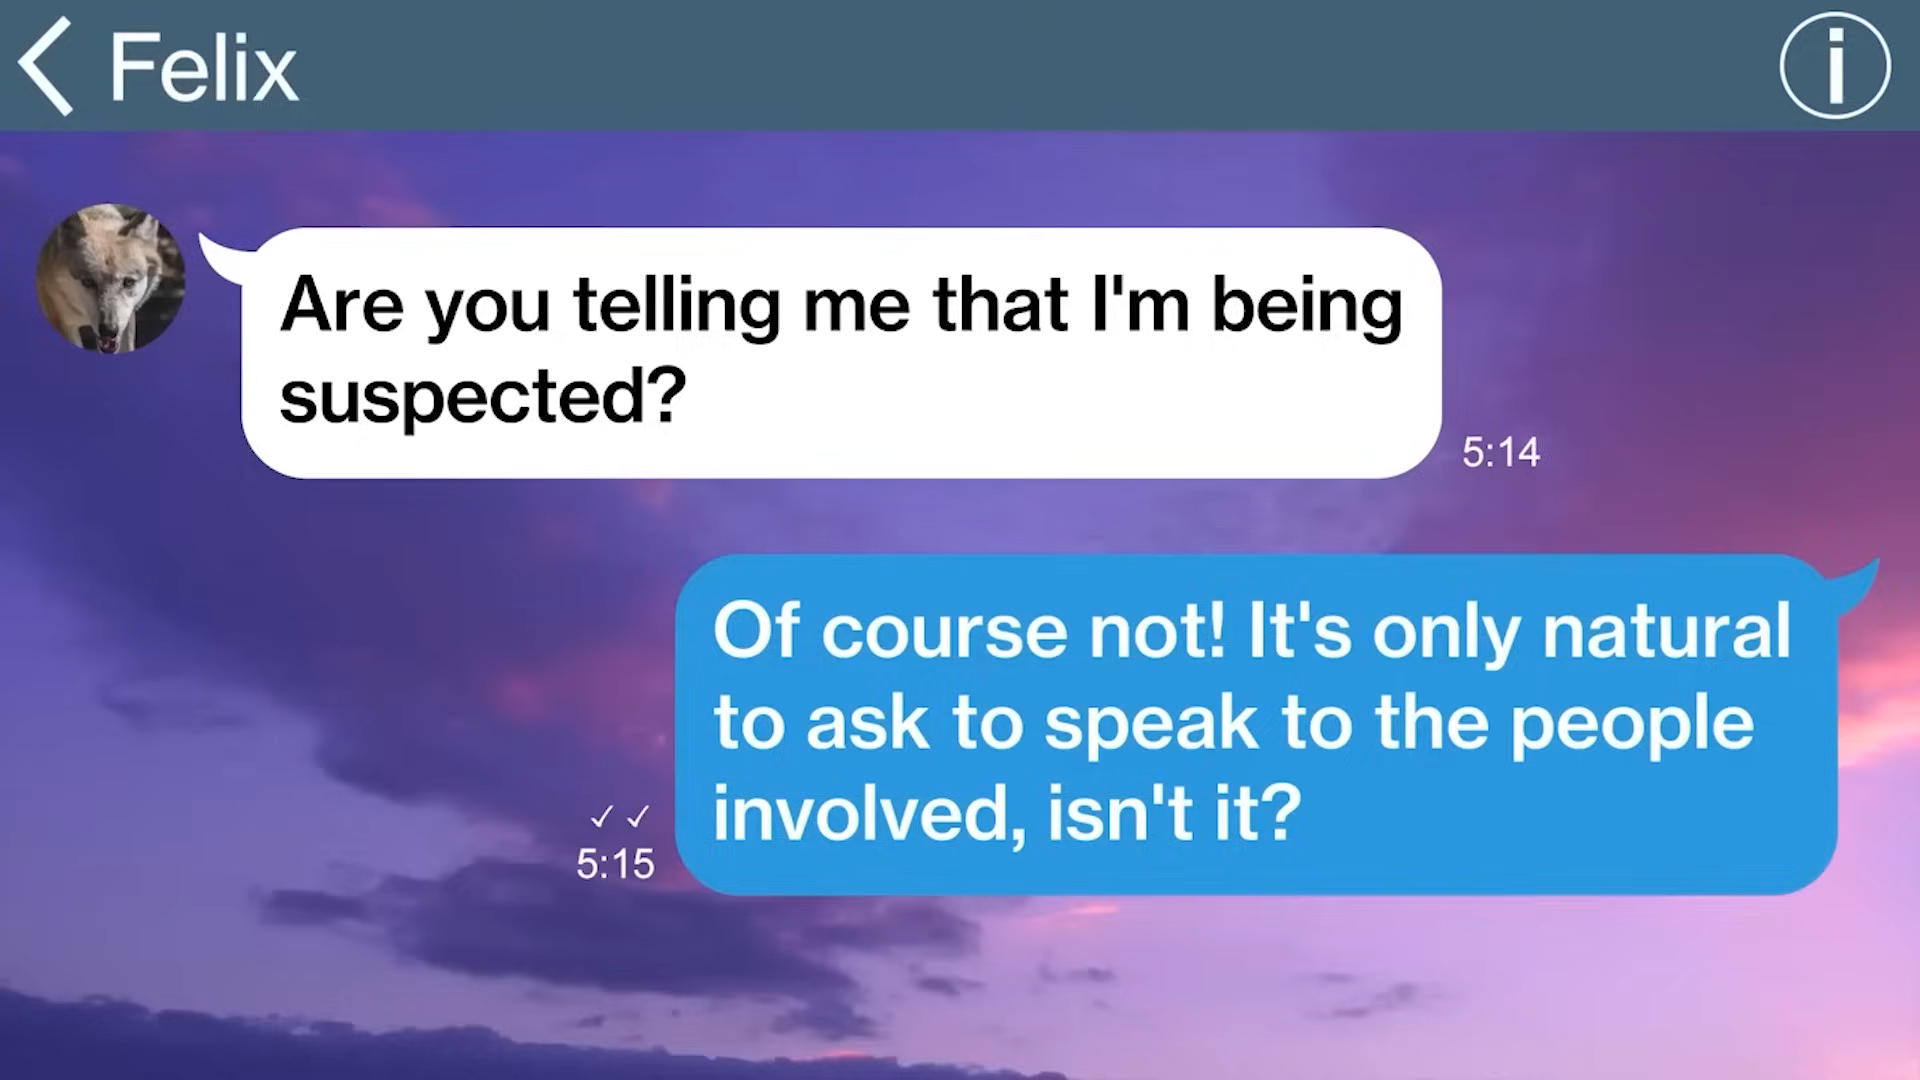 Felix
Are you telling me that I'm being
suspected?
5:14
Of course not! It's only natural
to ask to speak to the people
involved, isn't it?
✓✓
5:15